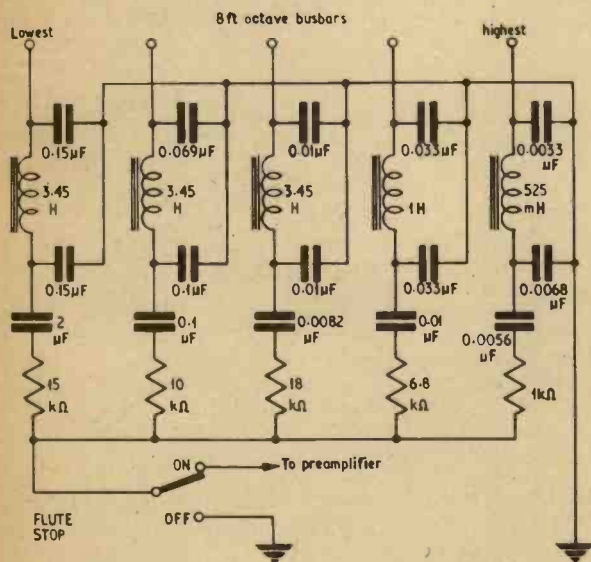 8ft octave busbars
Lowest
highest
0.15µF
0.069µF
0.01µF
0.033µF
0.0033
µF
3.45
H
3.45
H
3.45
H
1H
525
mH
0.15µF
0.1µF
0.01µF
0.033µF
0.0068
µF
2
µF
0.1
µF
0.0082
µF
0.01
µF
0.0056
µF
15
kΩ
10
kΩ
18
kΩ
6.8
kΩ
1kΩ
ON
To preamplifier
FLUTE
STOP
OFF